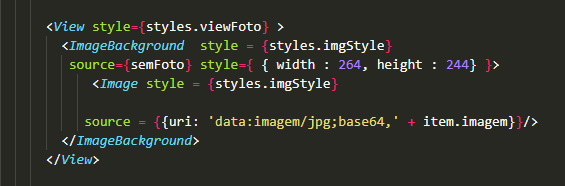 <View style={styles.viewFoto} >
<ImageBackground  style = {styles.imgStyle}
source={semFoto} style={ { width : 264, height : 244} }>
<Image style = {styles.imgStyle}
source = {{uri: 'data:imagem/jpg;base64,' + item.imagem}}/>
</ImageBackground>
</View>